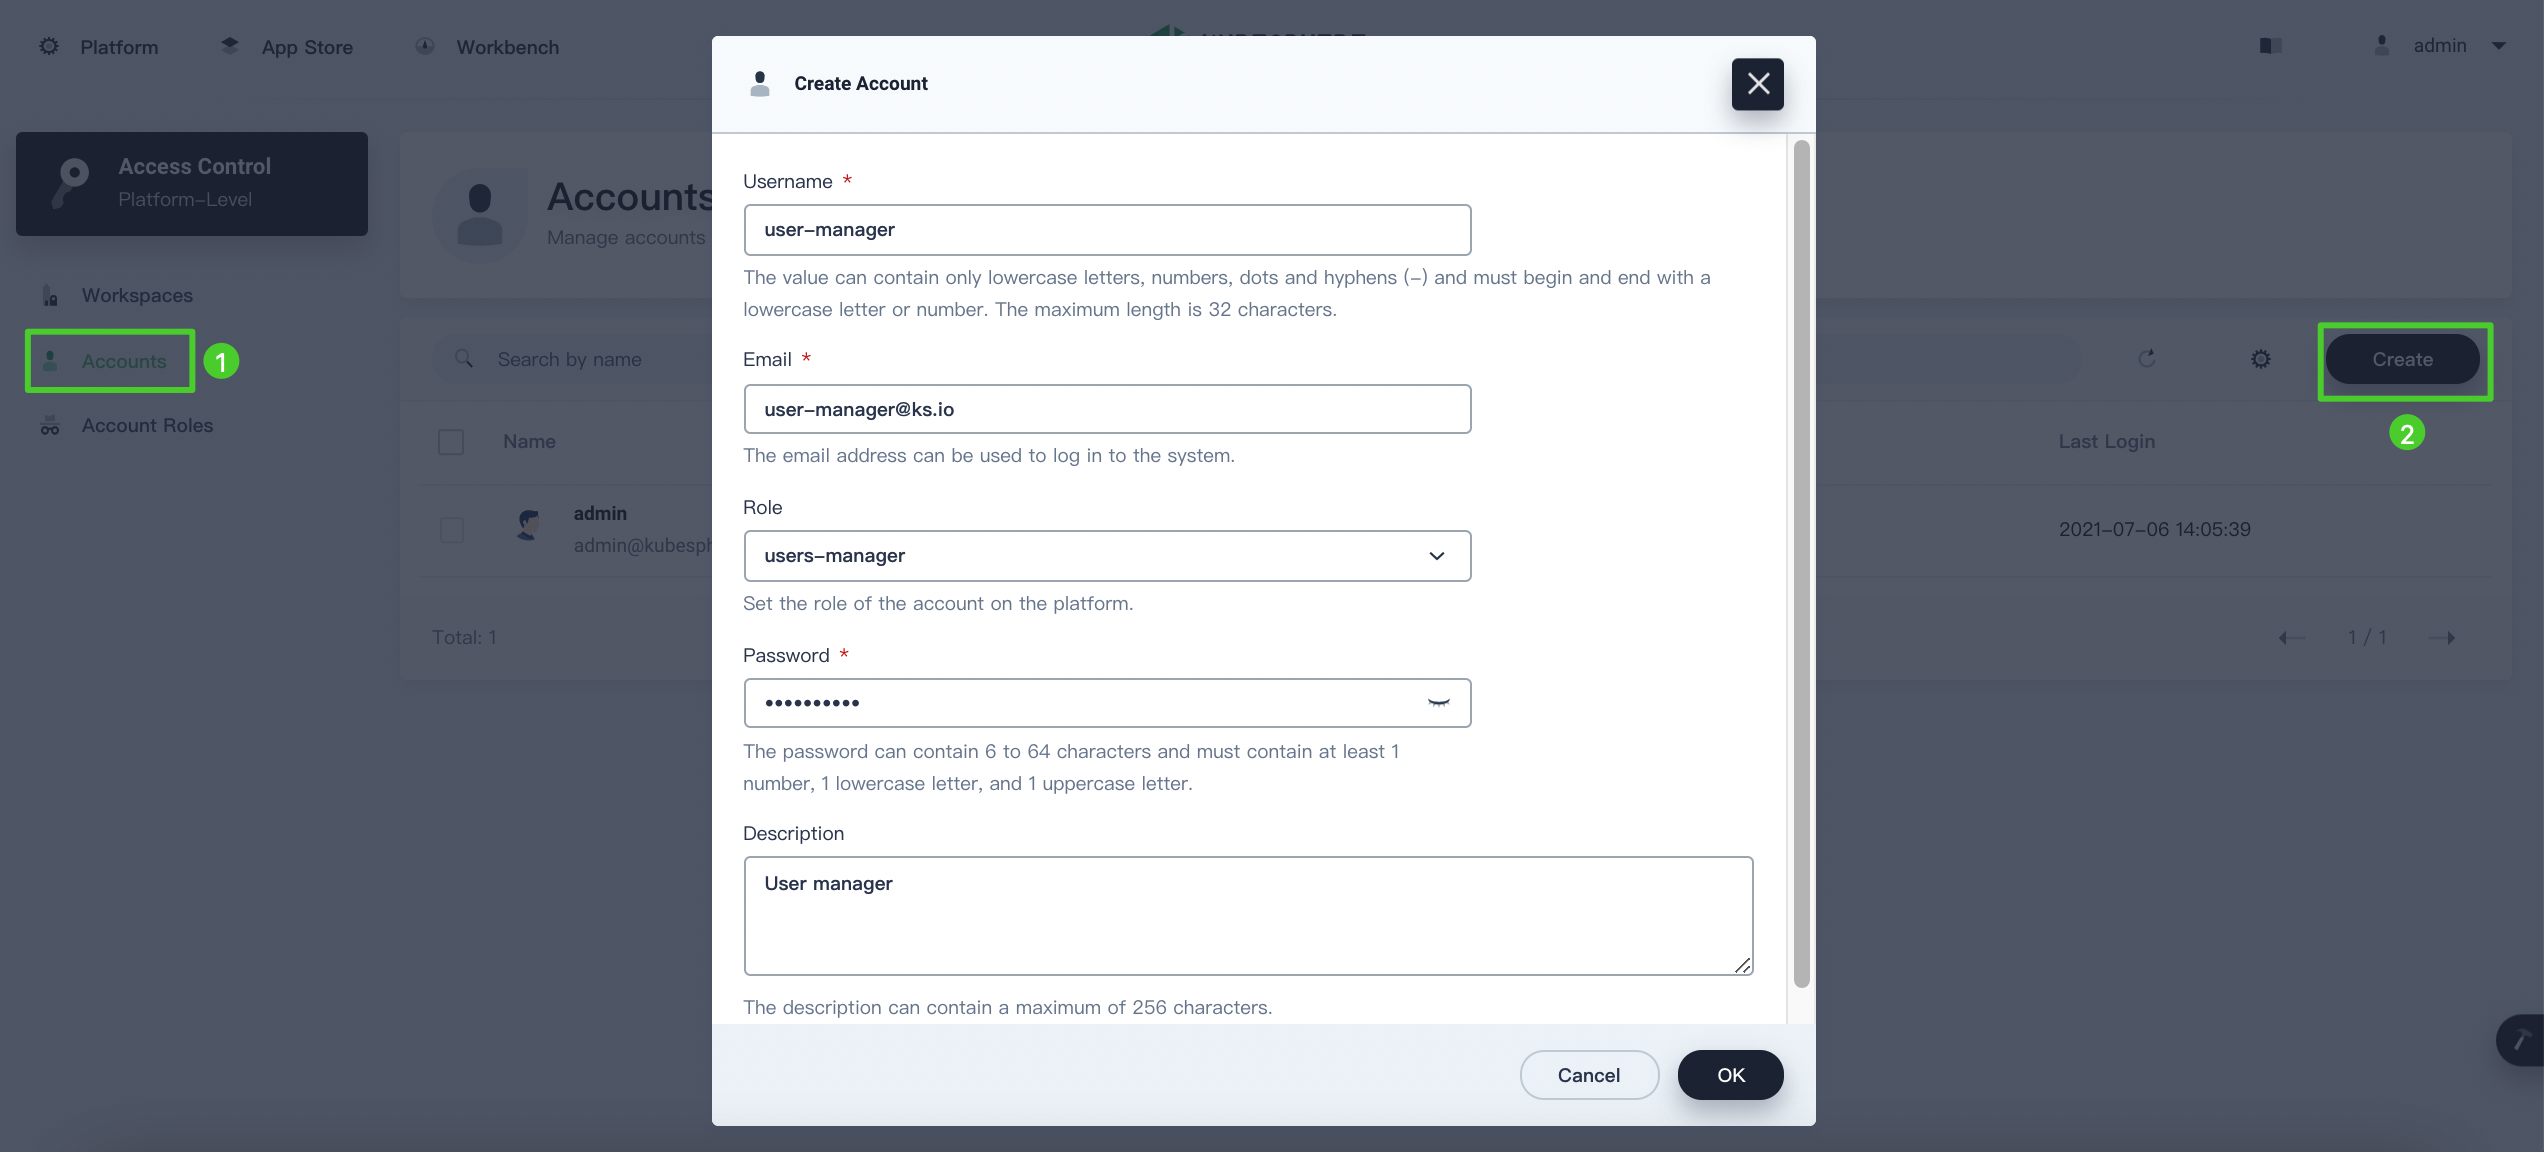 Platform
App Store
Workbench
admin
Access Control
Platform-Level
Workspaces
Accounts
1
Account Roles
Accounts
Manage accounts
Search by name
Create
2
Name
Last Login
admin
admin@kubesph
2021-07-06 14:05:39
Total: 1
1 / 1
Create Account
Username *
user-manager
The value can contain only lowercase letters, numbers, dots and hyphens (-) and must begin and end with a
lowercase letter or number. The maximum length is 32 characters.
Email *
user-manager@ks.io
The email address can be used to log in to the system.
Role
users-manager
Set the role of the account on the platform.
Password *
••••••••••
The password can contain 6 to 64 characters and must contain at least 1
number, 1 lowercase letter, and 1 uppercase letter.
Description
User manager
The description can contain a maximum of 256 characters.
Cancel
OK